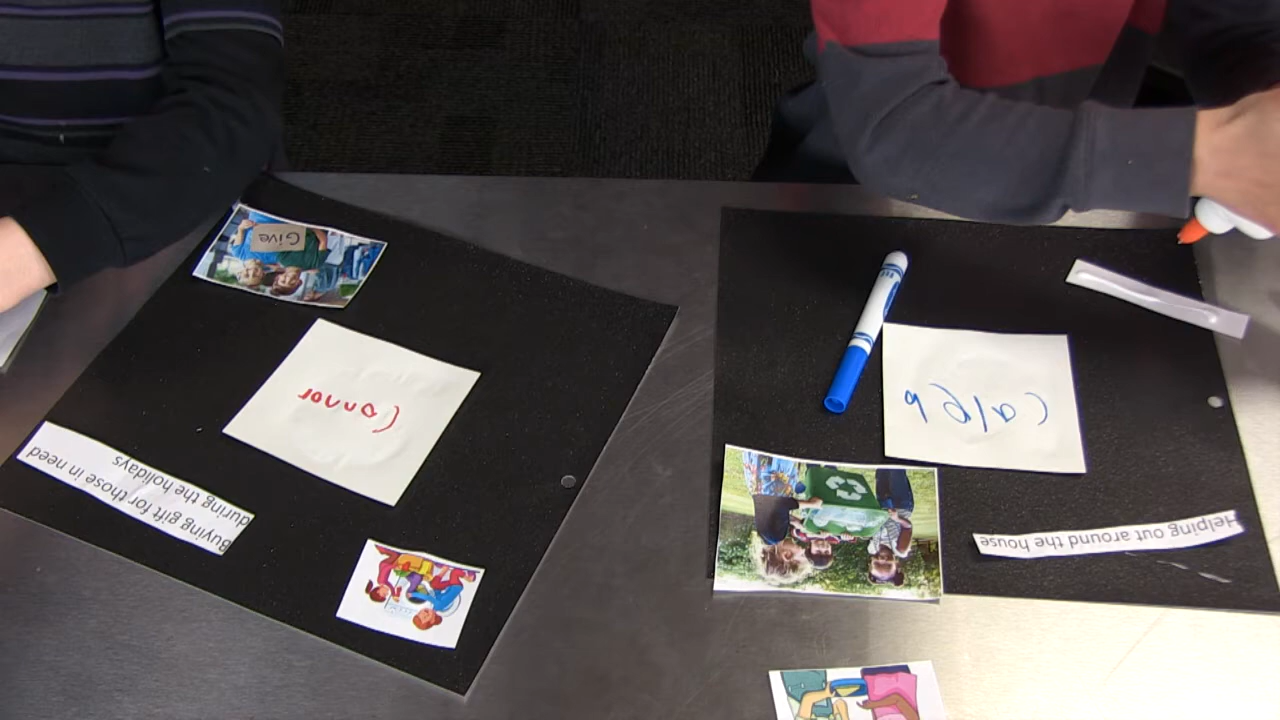 Give
Connor
Buying gift for those in need
during the holidays
Caleb
Helping out around the house